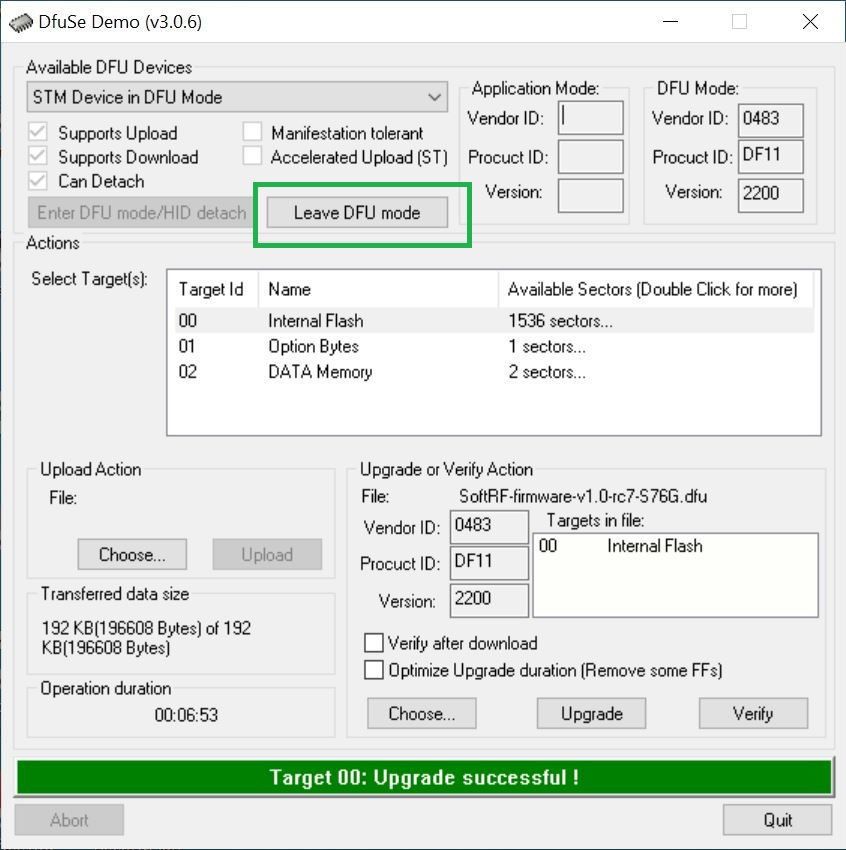 DfuSe Demo (v3.0.6)
Available DFU Devices
STM Device in DFU Mode
Supports Upload
Manifestation tolerant
Supports Download
Accelerated Upload (ST)
Can Detach
Enter DFU mode/HID detach
Leave DFU mode
Application Mode:
Vendor ID:
Procuct ID:
Version:
DFU Mode:
Vendor ID: 0483
Procuct ID: DF11
Version: 2200
Actions
Select Target(s):
Target Id Name Available Sectors (Double Click for more)
00 Internal Flash 1536 sectors...
01 Option Bytes 1 sectors...
02 DATA Memory 2 sectors...
Upload Action
File:
Choose...
Upload
Transferred data size
192 KB(196608 Bytes) of 192
KB(196608 Bytes)
Operation duration
00:06:53
Upgrade or Verify Action
File: SoftRF-firmware-v1.0-rc7-S76G.dfu
Vendor ID: 0483
Procuct ID: DF11
Version: 2200
Targets in file:
00 Internal Flash
Verify after download
Optimize Upgrade duration (Remove some FFs)
Choose...
Upgrade
Verify
Target 00: Upgrade successful !
Abort
Quit